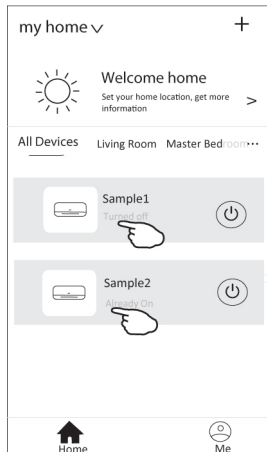 my home
Welcome home
Set your home location, get more
information
All Devices Living Room Master Bedroom
Sample1
Turned off
Sample2
Already On
Home Me